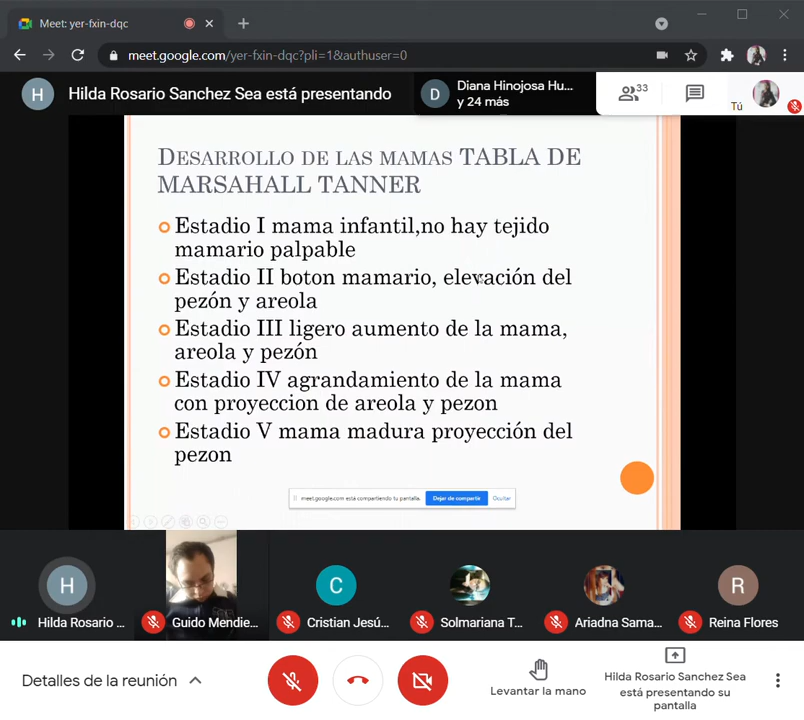 Meet: yer-fxin-dqc
meet.google.com/yer-fxin-dqc?pli=1&authuser=0
H
Hilda Rosario Sanchez Sea está presentando
D
Diana Hinojosa Hu...
y 24 más
33
Tú
DESARROLLO DE LAS MAMAS TABLA DE
MARSAHALL TANNER
Estadio I mama infantil,no hay tejido
mamario palpable
Estadio II boton mamario, elevación del
pezón y areola
Estadio III ligero aumento de la mama,
areola y pezón
Estadio IV agrandamiento de la mama
con proyeccion de areola y pezon
Estadio V mama madura proyección del
pezon
meet.google.com está compartiendo tu pantalla.
Dejar de compartir
Ocultar
H
Hilda Rosario ...
Guido Mendie...
C
Cristian Jesú...
Solmariana T...
Ariadna Sama...
R
Reina Flores
Detalles de la reunión
Levantar la mano
Hilda Rosario Sanchez Sea
está presentando su
pantalla